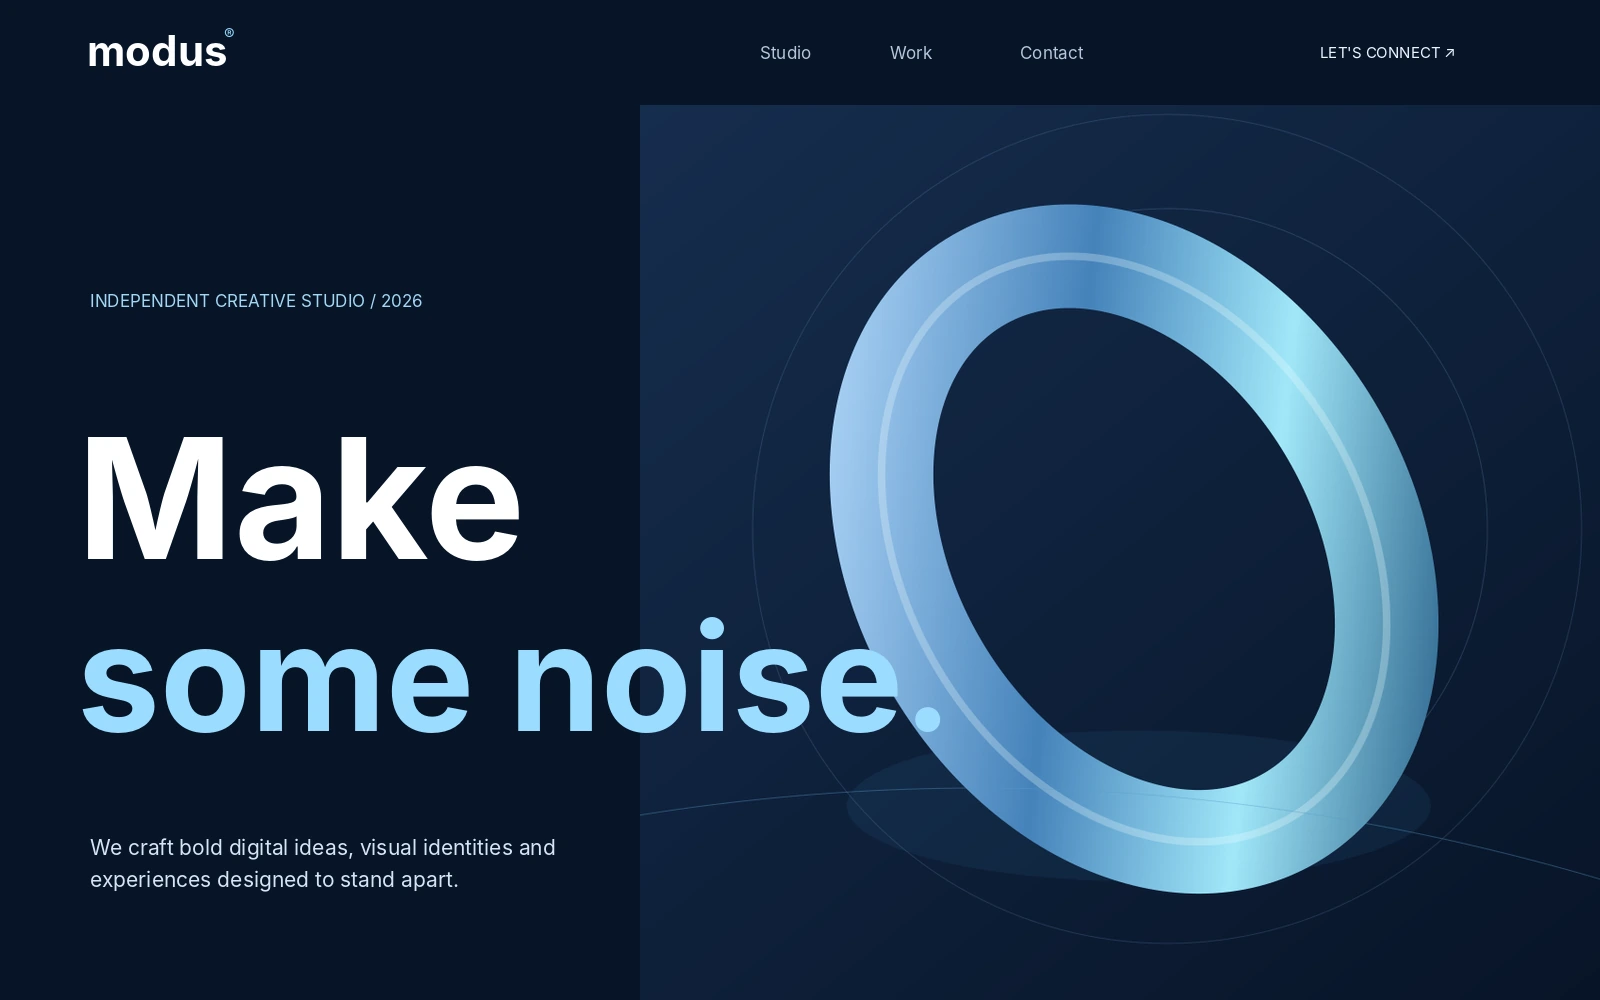 modus®
Studio
Work
Contact
LET'S CONNECT ↗
INDEPENDENT CREATIVE STUDIO / 2026
Make
some noise.
We craft bold digital ideas, visual identities and
experiences designed to stand apart.